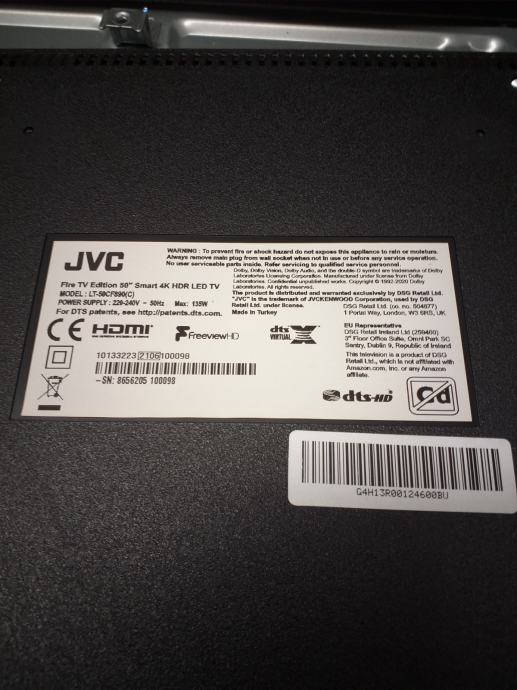 JVC
Fire TV Edition 50" Smart 4K HDR LED TV
MODEL : LT-50CF890(C)
POWER SUPPLY : 220-240V ~ 50Hz Max: 135W
For DTS patents, see http://patents.dts.com.
WARNING : To prevent fire or shock hazard do not expose this appliance to rain or moisture.
Always remove main plug from wall socket when not in use or before any service operation.
No user serviceable parts inside. Refer servicing to qualified service personnel.
Dolby, Dolby Vision, Dolby Audio, and the double-D symbol are trademarks of Dolby
Laboratories Licensing Corporation. Manufactured under license from Dolby
Laboratories. Confidential unpublished works. Copyright © 1992-2020 Dolby
Laboratories. All rights reserved.
The product is distributed and warranted exclusively by DSG Retail Ltd.
"JVC" is the trademark of JVCKENWOOD Corporation, used by DSG
Retail Ltd. under license.
Made in Turkey
DSG Retail Ltd. (co. no. 504877)
1 Portal Way, London, W3 6RS, UK
EU Representative
DSG Retail Ireland Ltd (259460)
3rd Floor Office Suite, Omni Park SC
Santry, Dublin 9, Republic of Ireland
This television is a product of DSG
Retail Ltd., which is not affiliated with
Amazon.com, Inc. or any Amazon
affiliate.
CE HDMI Freeview HD dts VIRTUAL X
10133223 2106 100098
-SN: 8656205 100098
dts-HD Cd
G4H13R00124600BU